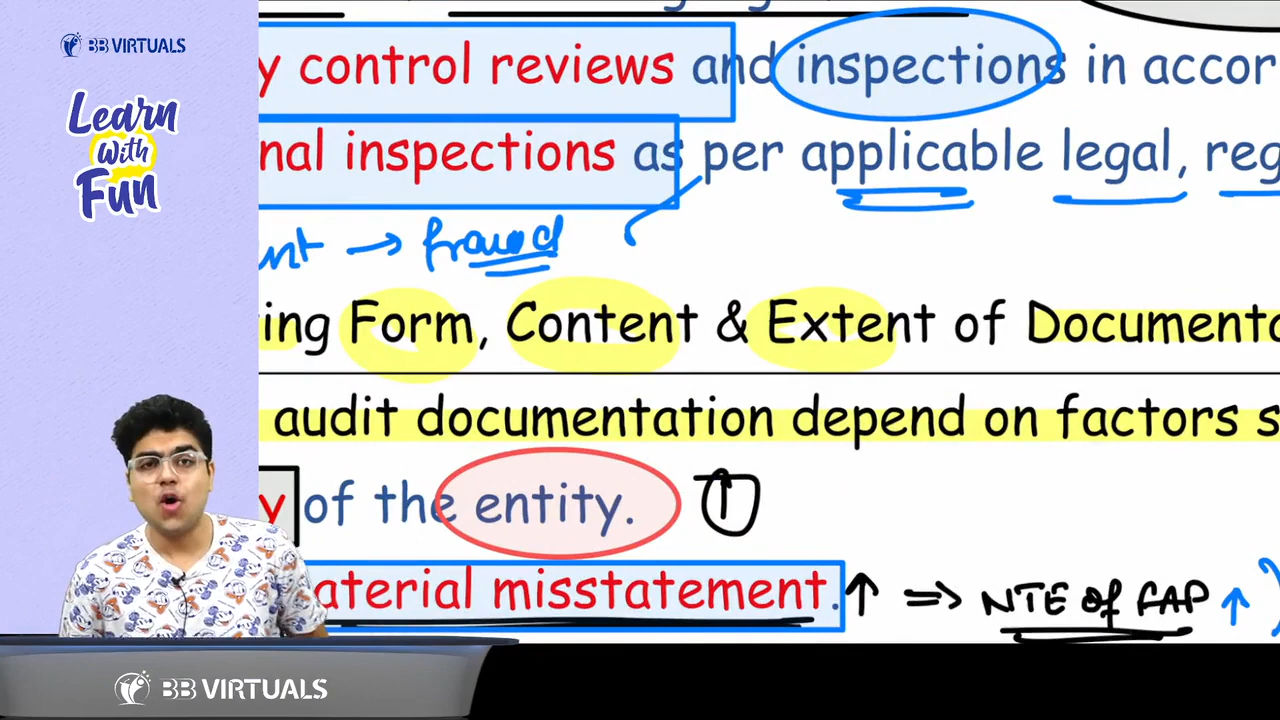 BB VIRTUALS
Learn
With
Fun
y control reviews and inspections in accor
nal inspections as per applicable legal, reg
nt → fraud
ing Form, Content & Extent of Documenta
audit documentation depend on factors s
y of the entity. ↑
aterial misstatement. ↑ => NTE of FAP ↑
BB VIRTUALS